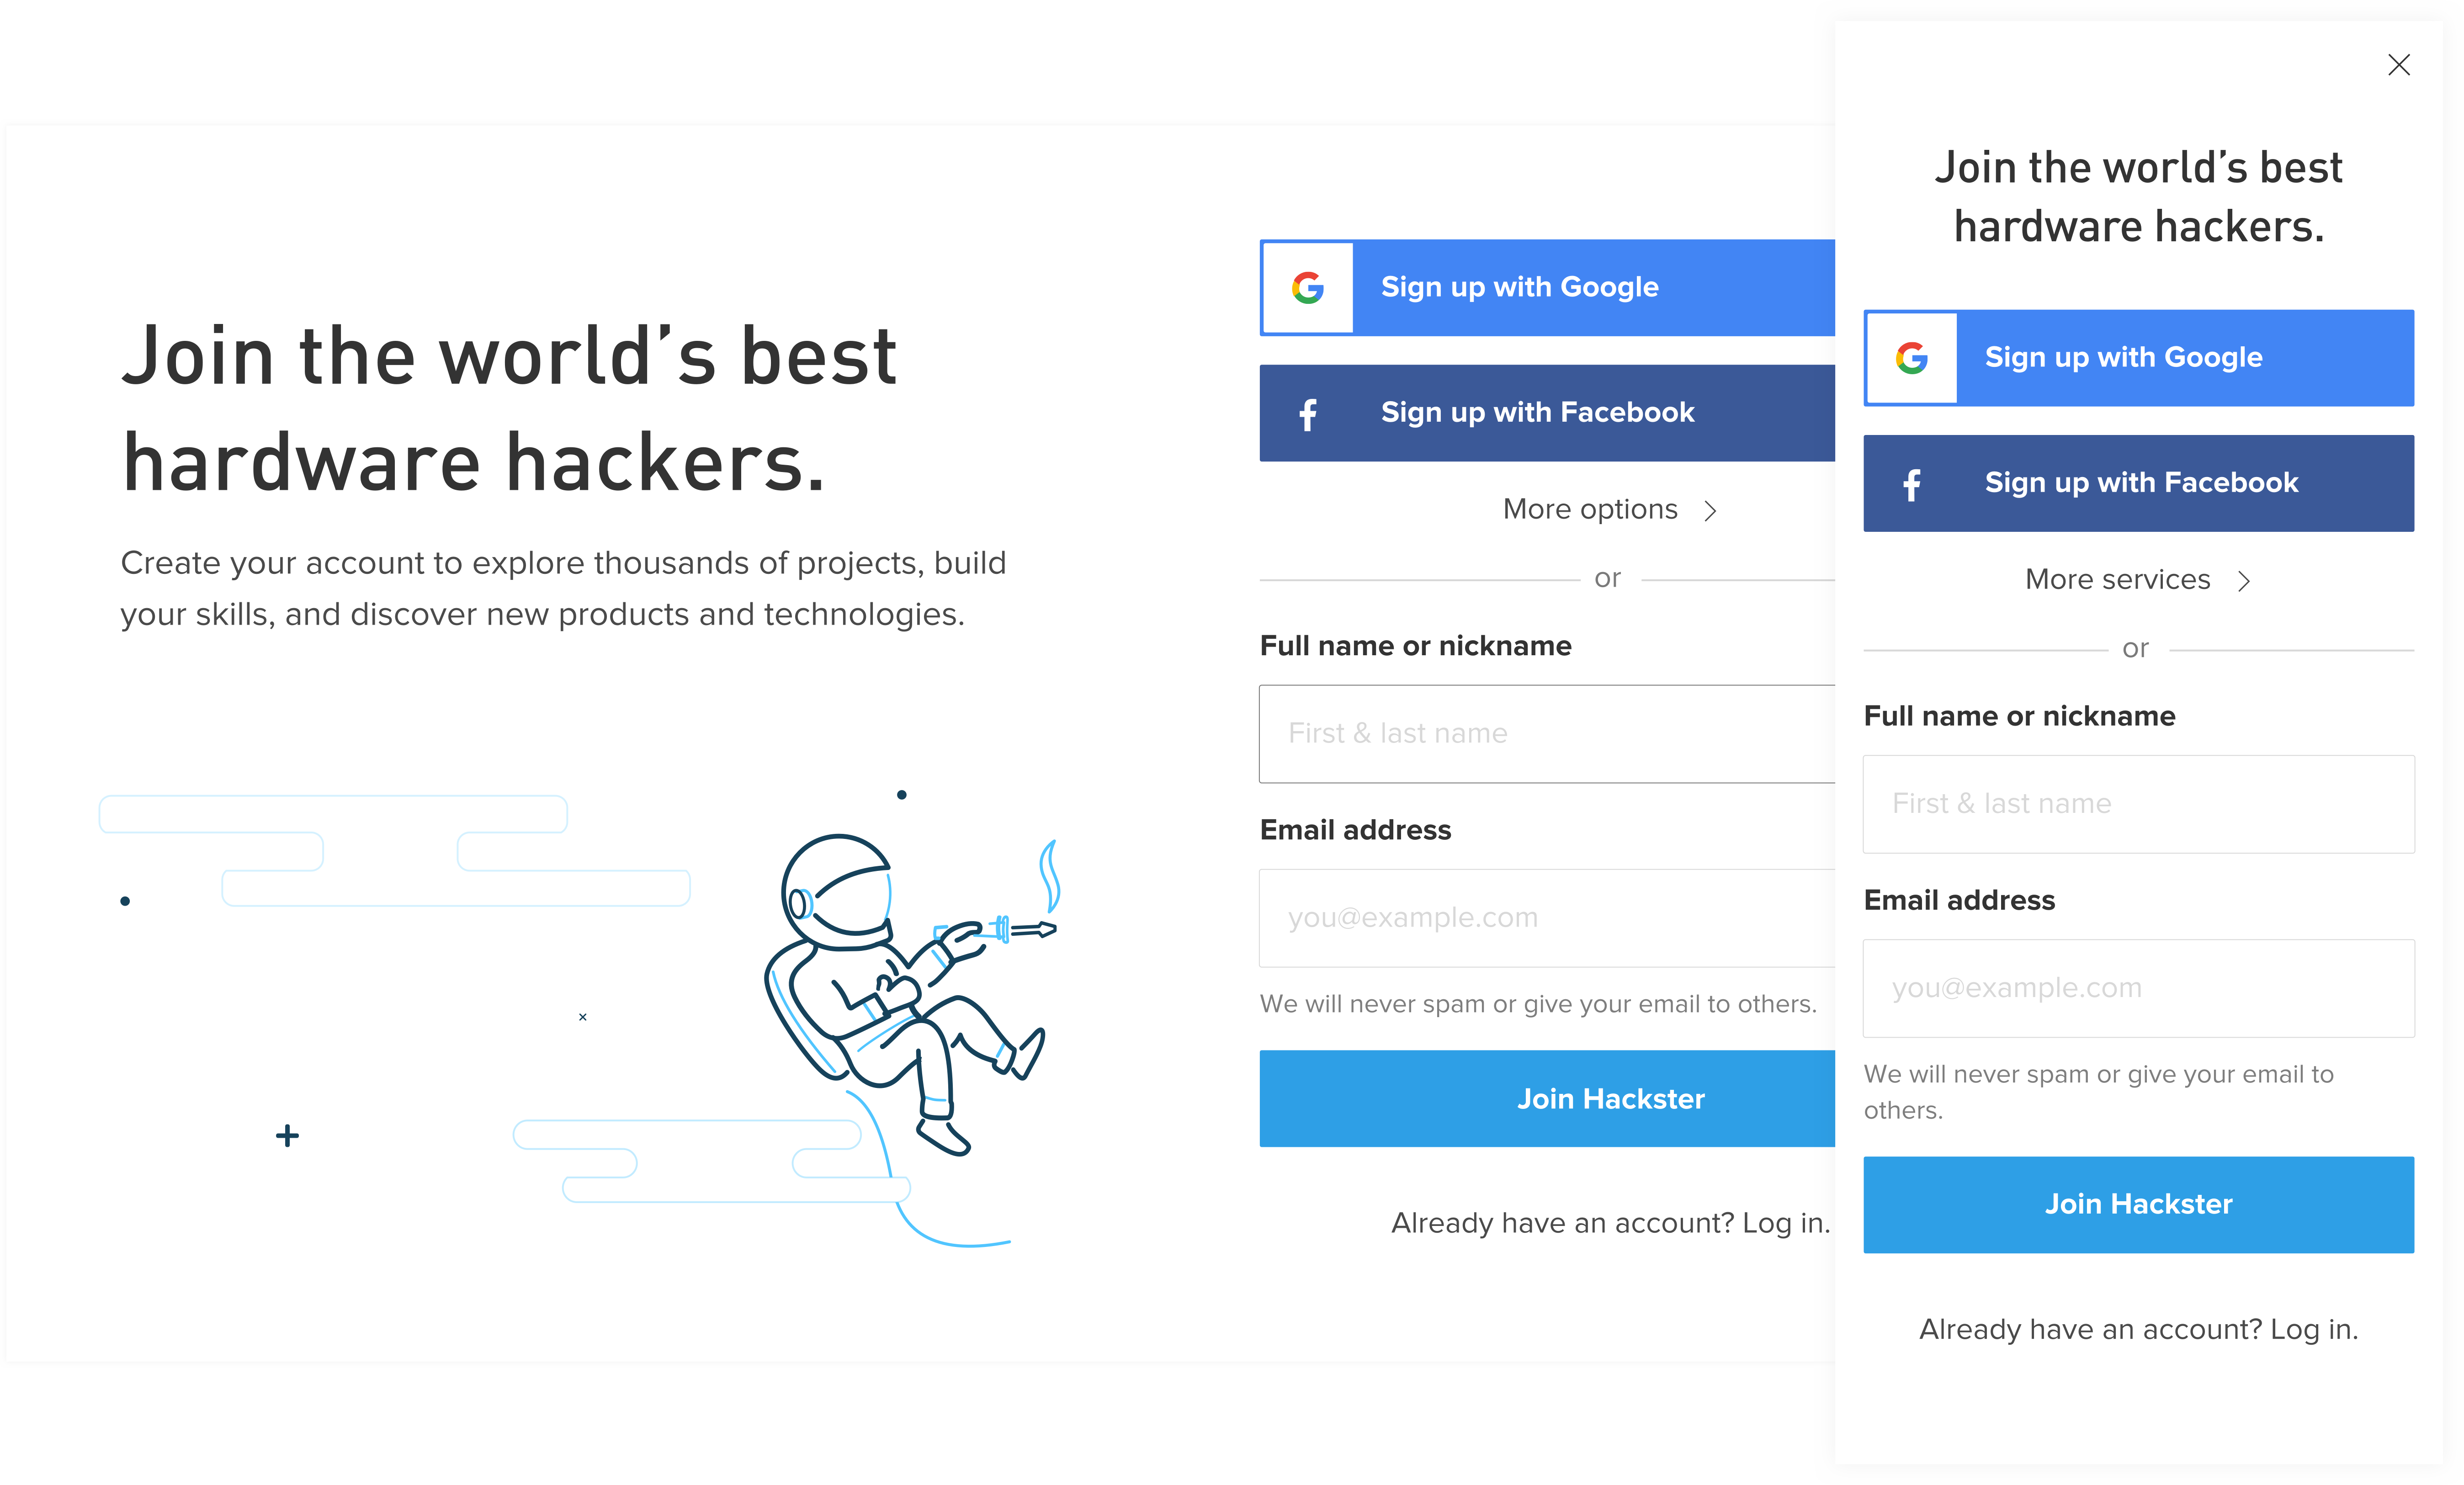 Join the world’s best
hardware hackers.
Create your account to explore thousands of projects, build
your skills, and discover new products and technologies.
Sign up with Google
Sign up with Facebook
More options
or
Full name or nickname
First & last name
Email address
you@example.com
We will never spam or give your email to others.
Join Hackster
Already have an account? Log in.
Join the world’s best
hardware hackers.
Sign up with Google
Sign up with Facebook
More services
or
Full name or nickname
First & last name
Email address
you@example.com
We will never spam or give your email to
others.
Join Hackster
Already have an account? Log in.